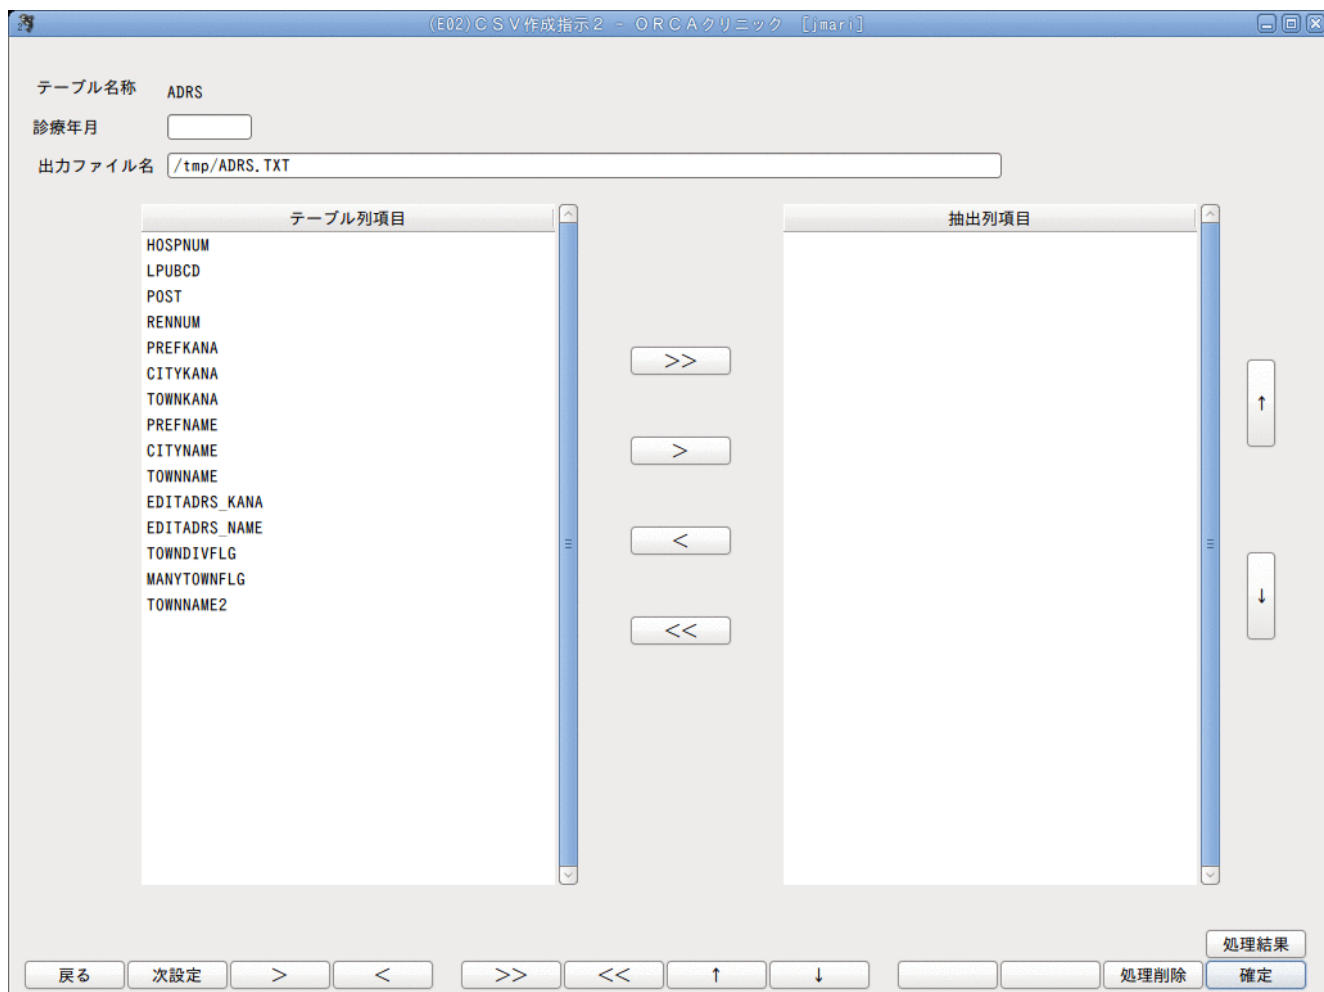 (E02)CSV作成指示2 - ORCAクリニック [jmari]
テーブル名称 ADRS
診療年月
出力ファイル名 /tmp/ADRS.TXT
テーブル列項目 抽出列項目
HOSPNUM
LPUBCD
POST
RENNUM
PREFKANA
CITYKANA
TOWNKANA
PREFNAME
CITYNAME
TOWNNAME
EDITADRS_KANA
EDITADRS_NAME
TOWNDIVFLG
MANYTOWNFLG
TOWNNAME2
>>
>
<
<<
↑
↓
処理結果
戻る 次設定 > < >> << ↑ ↓ 処理削除 確定